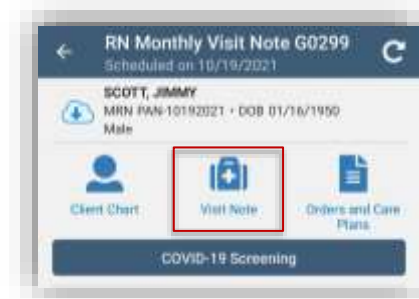 RN Monthly Visit Note G0299
Scheduled on 10/19/2021
SCOTT, JIMMY
MRN PAN-10192021 • DOB 01/16/1950
Male
Client Chart
Visit Note
Orders and Care
Plans
COVID-19 Screening